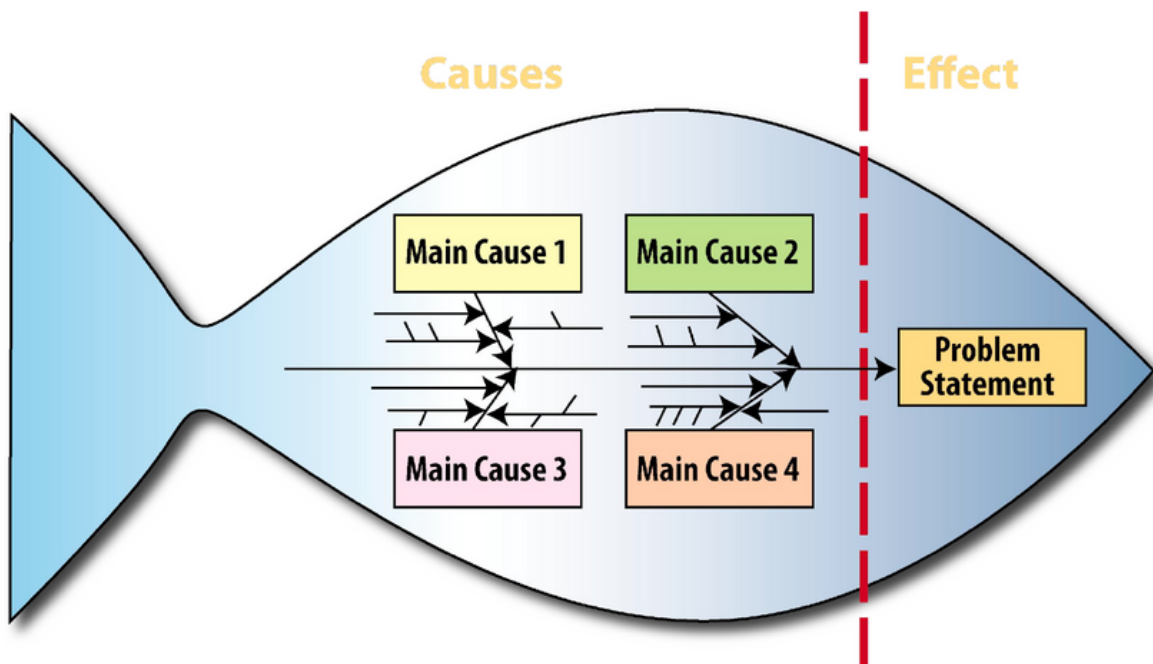 Causes
Effect
Main Cause 1
Main Cause 2
Problem
Statement
Main Cause 3
Main Cause 4